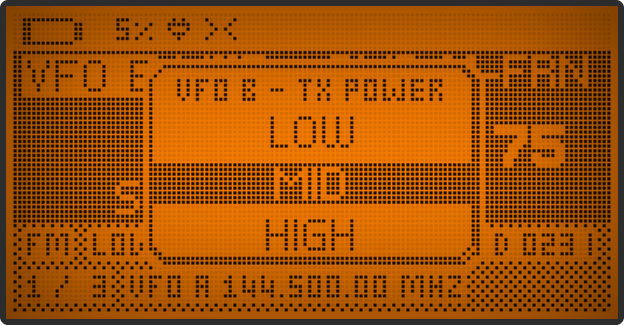 5%
VFO
VFO B - TX POWER
LOW
MID
HIGH
PAN
75
S
FM LOW
D 023
1 / 3 VFO A 144.500.00 MHZ